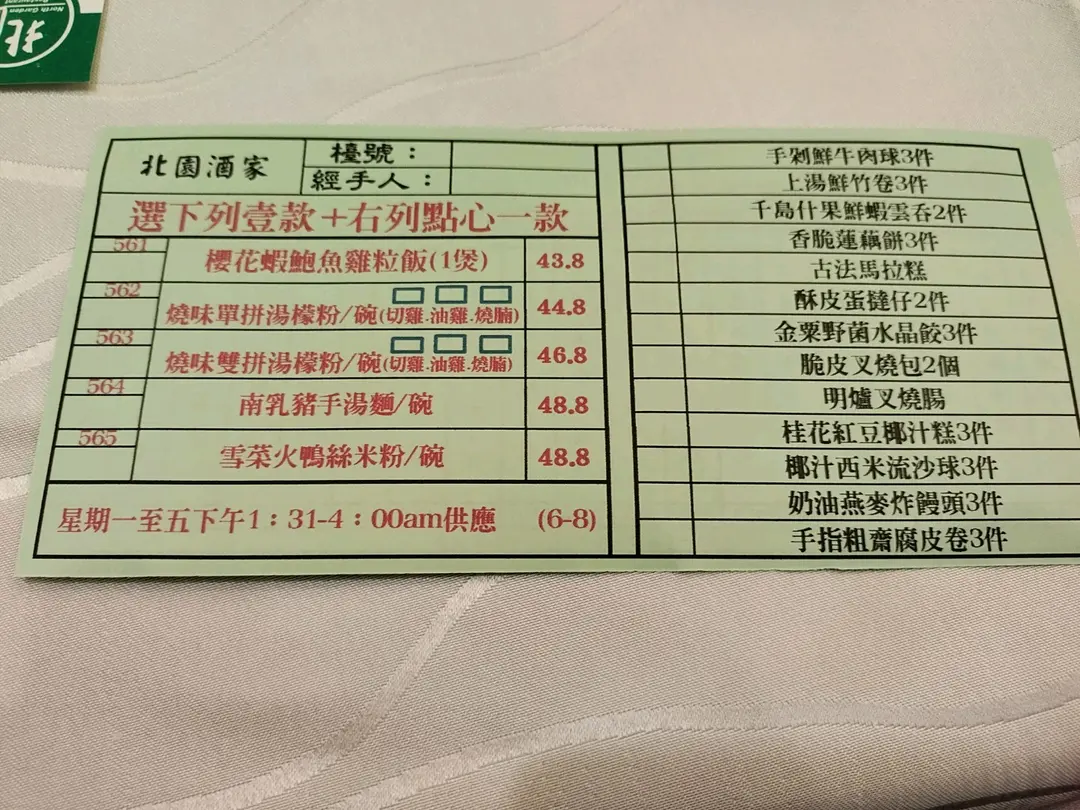 北
North Garden
Restaurant
北園酒家
檯號：
經手人：
選下列壹款+右列點心一款
561 櫻花蝦鮑魚雞粒飯(1煲) 43.8
562 燒味單拼湯檬粉/碗(切雞.油雞.燒腩) 44.8
563 燒味雙拼湯檬粉/碗(切雞.油雞.燒腩) 46.8
564 南乳豬手湯麵/碗 48.8
565 雪菜火鴨絲米粉/碗 48.8
星期一至五下午1：31-4：00am供應 (6-8)
手剁鮮牛肉球3件
上湯鮮竹卷3件
千島什果鮮蝦雲吞2件
香脆蓮藕餅3件
古法馬拉糕
酥皮蛋撻仔2件
金粟野菌水晶餃3件
脆皮叉燒包2個
明爐叉燒腸
桂花紅豆椰汁糕3件
椰汁西米流沙球3件
奶油燕麥炸饅頭3件
手指粗齋腐皮卷3件